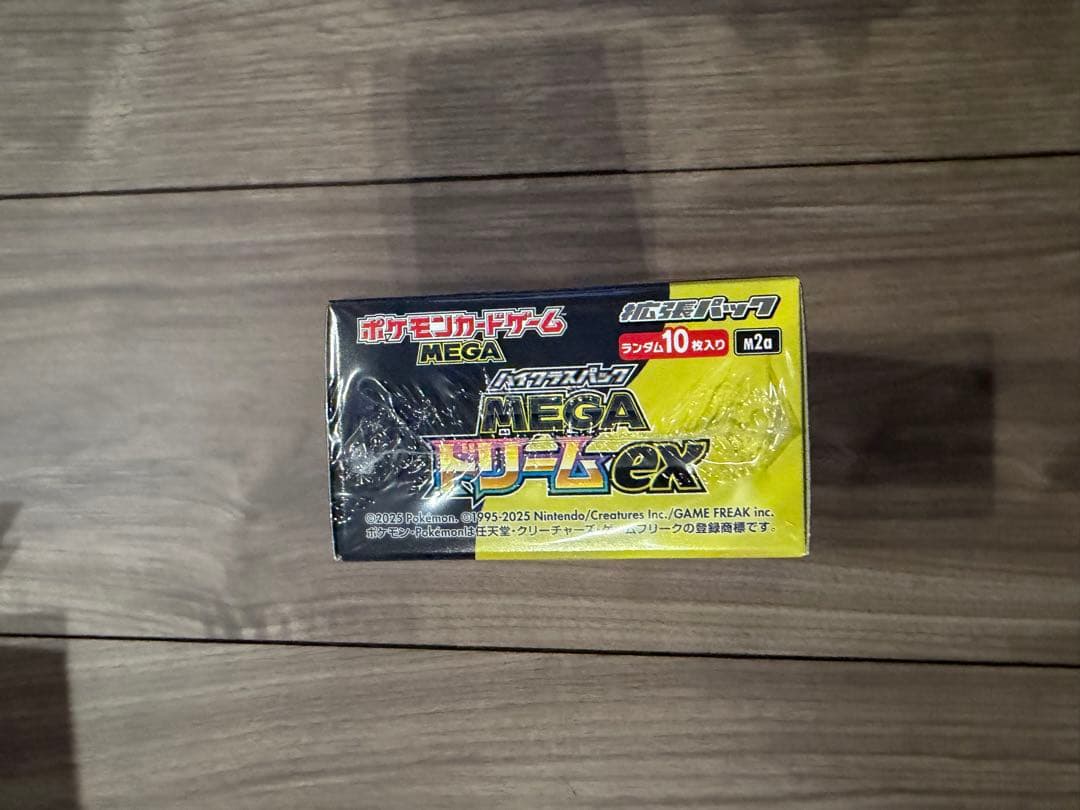 ポケモンカードゲーム
MEGA
拡張パック
ランダム10枚入り
M2a
ハイクラスパック
MEGA
ドリームex
©2025 Pokémon. ©1995-2025 Nintendo/Creatures Inc./GAME FREAK inc.
ポケモン・Pokémonは任天堂・クリーチャーズ・ゲームフリークの登録商標です。